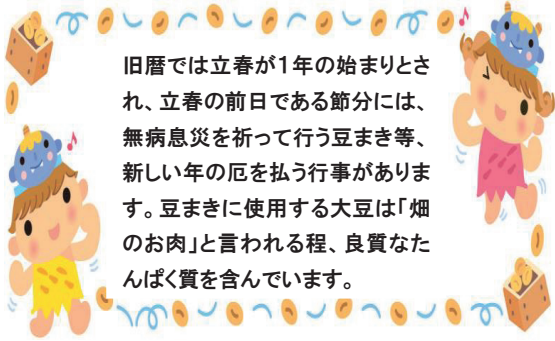 旧暦では立春が１年の始まりとさ
れ、立春の前日である節分には、
無病息災を祈って行う豆まき等、
新しい年の厄を払う行事がありま
す。豆まきに使用する大豆は「畑
のお肉」と言われる程、良質なた
んぱく質を含んでいます。